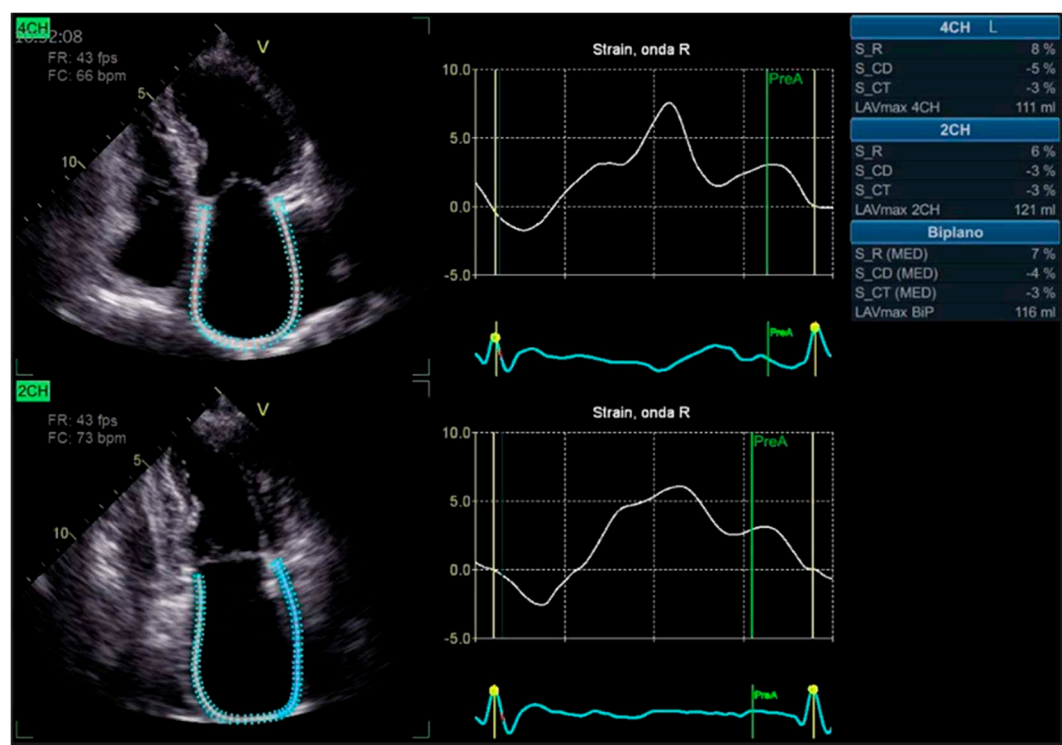 4CH
FR: 43 fps
FC: 66 bpm
V
5
10
Strain, onda R
10.0
PreA
5.0
0.0
-5.0
PreA
4CH L
S_R 8 %
S_CD -5 %
S_CT -3 %
LAVmax 4CH 111 ml
2CH
S_R 6 %
S_CD -3 %
S_CT -3 %
LAVmax 2CH 121 ml
Biplano
S_R (MED) 7 %
S_CD (MED) -4 %
S_CT (MED) -3 %
LAVmax BiP 116 ml
2CH
FR: 43 fps
FC: 73 bpm
V
5
10
Strain, onda R
10.0
PreA
5.0
0.0
-5.0
PreA